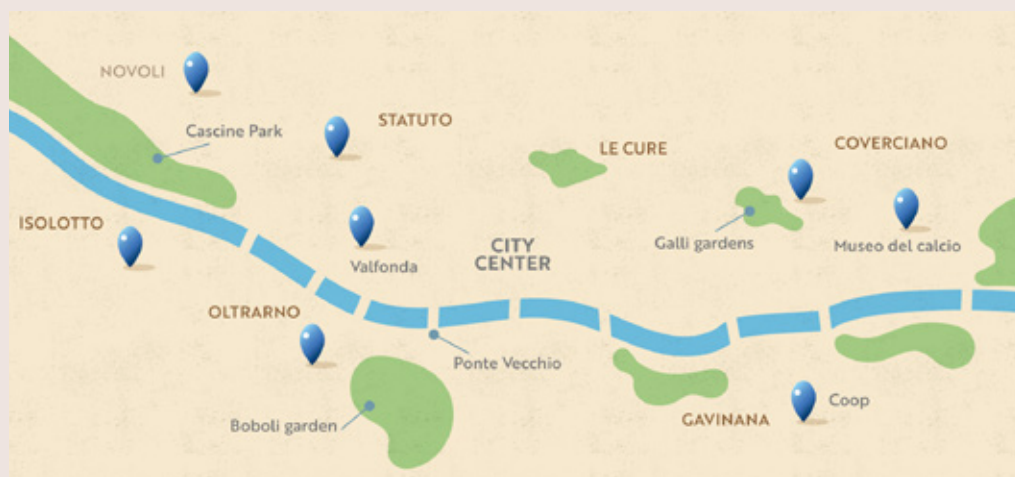 NOVOLI
STATUTO
Cascine Park
COVERCIANO
LE CURE
ISOLOTTO
Galli gardens
Museo del calcio
CITY
CENTER
Valfonda
OLTRARNO
Ponte Vecchio
Coop
GAVINANA
Boboli garden